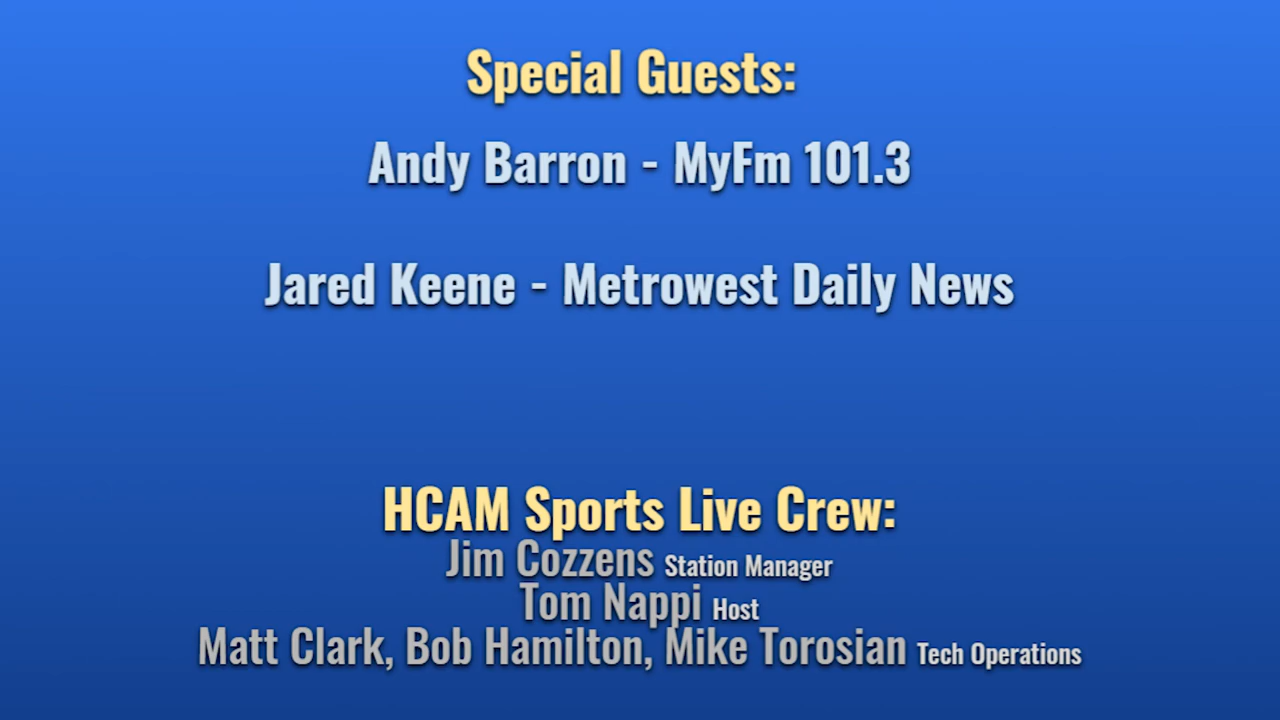 Special Guests:
Andy Barron - MyFm 101.3
Jared Keene - Metrowest Daily News
HCAM Sports Live Crew:
Jim Cozzens Station Manager
Tom Nappi Host
Matt Clark, Bob Hamilton, Mike Torosian Tech Operations